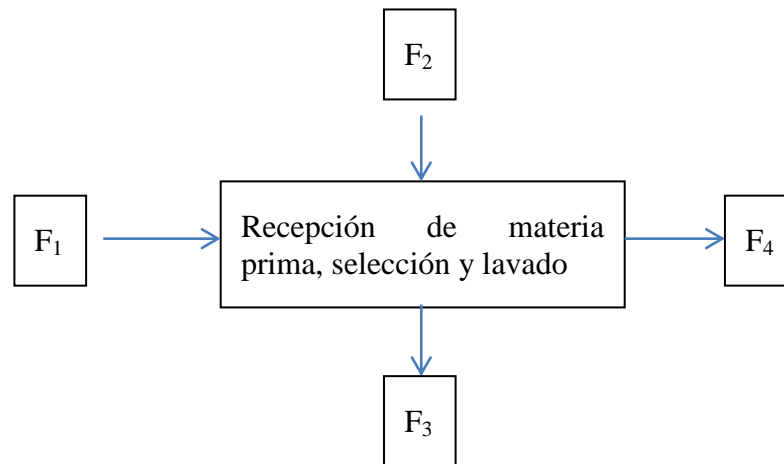 F₂
F₁
Recepción de materia
prima, selección y lavado
F₄
F₃